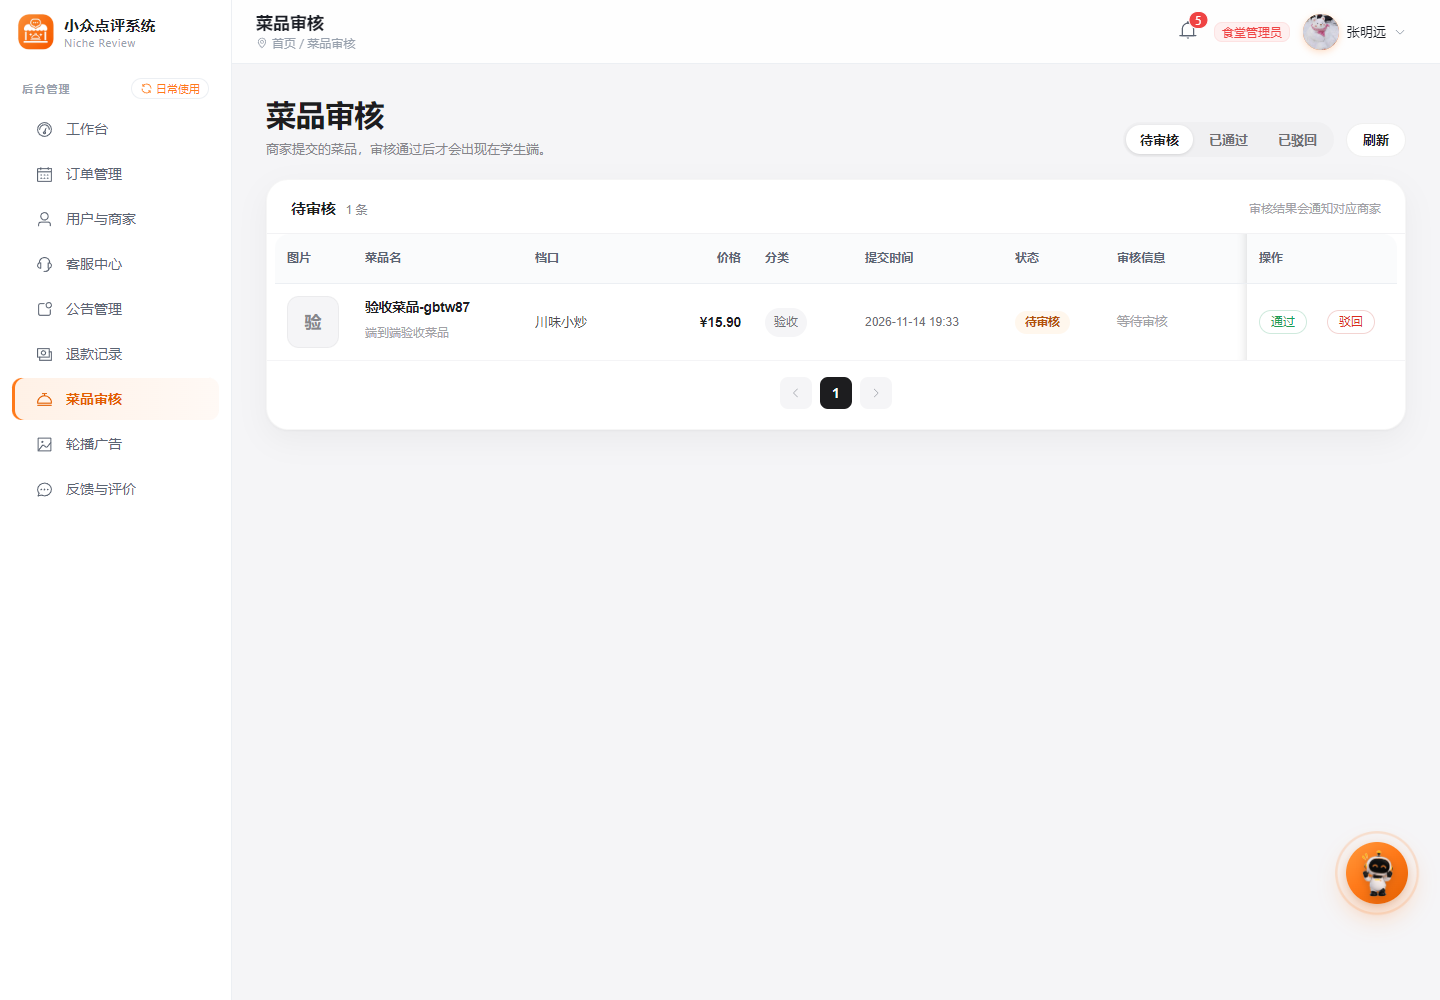 小众点评系统
Niche Review
后台管理
日常使用
工作台
订单管理
用户与商家
客服中心
公告管理
退款记录
菜品审核
轮播广告
反馈与评价
菜品审核
首页 / 菜品审核
5
食堂管理员
张明远
菜品审核
商家提交的菜品，审核通过后才会出现在学生端。
待审核
已通过
已驳回
刷新
待审核 1 条
审核结果会通知对应商家
图片 菜品名 档口 价格 分类 提交时间 状态 审核信息 操作
验
验收菜品-gbtw87
端到端验收菜品
川味小炒
¥15.90
验收
2026-11-14 19:33
待审核
等待审核
通过
驳回
1